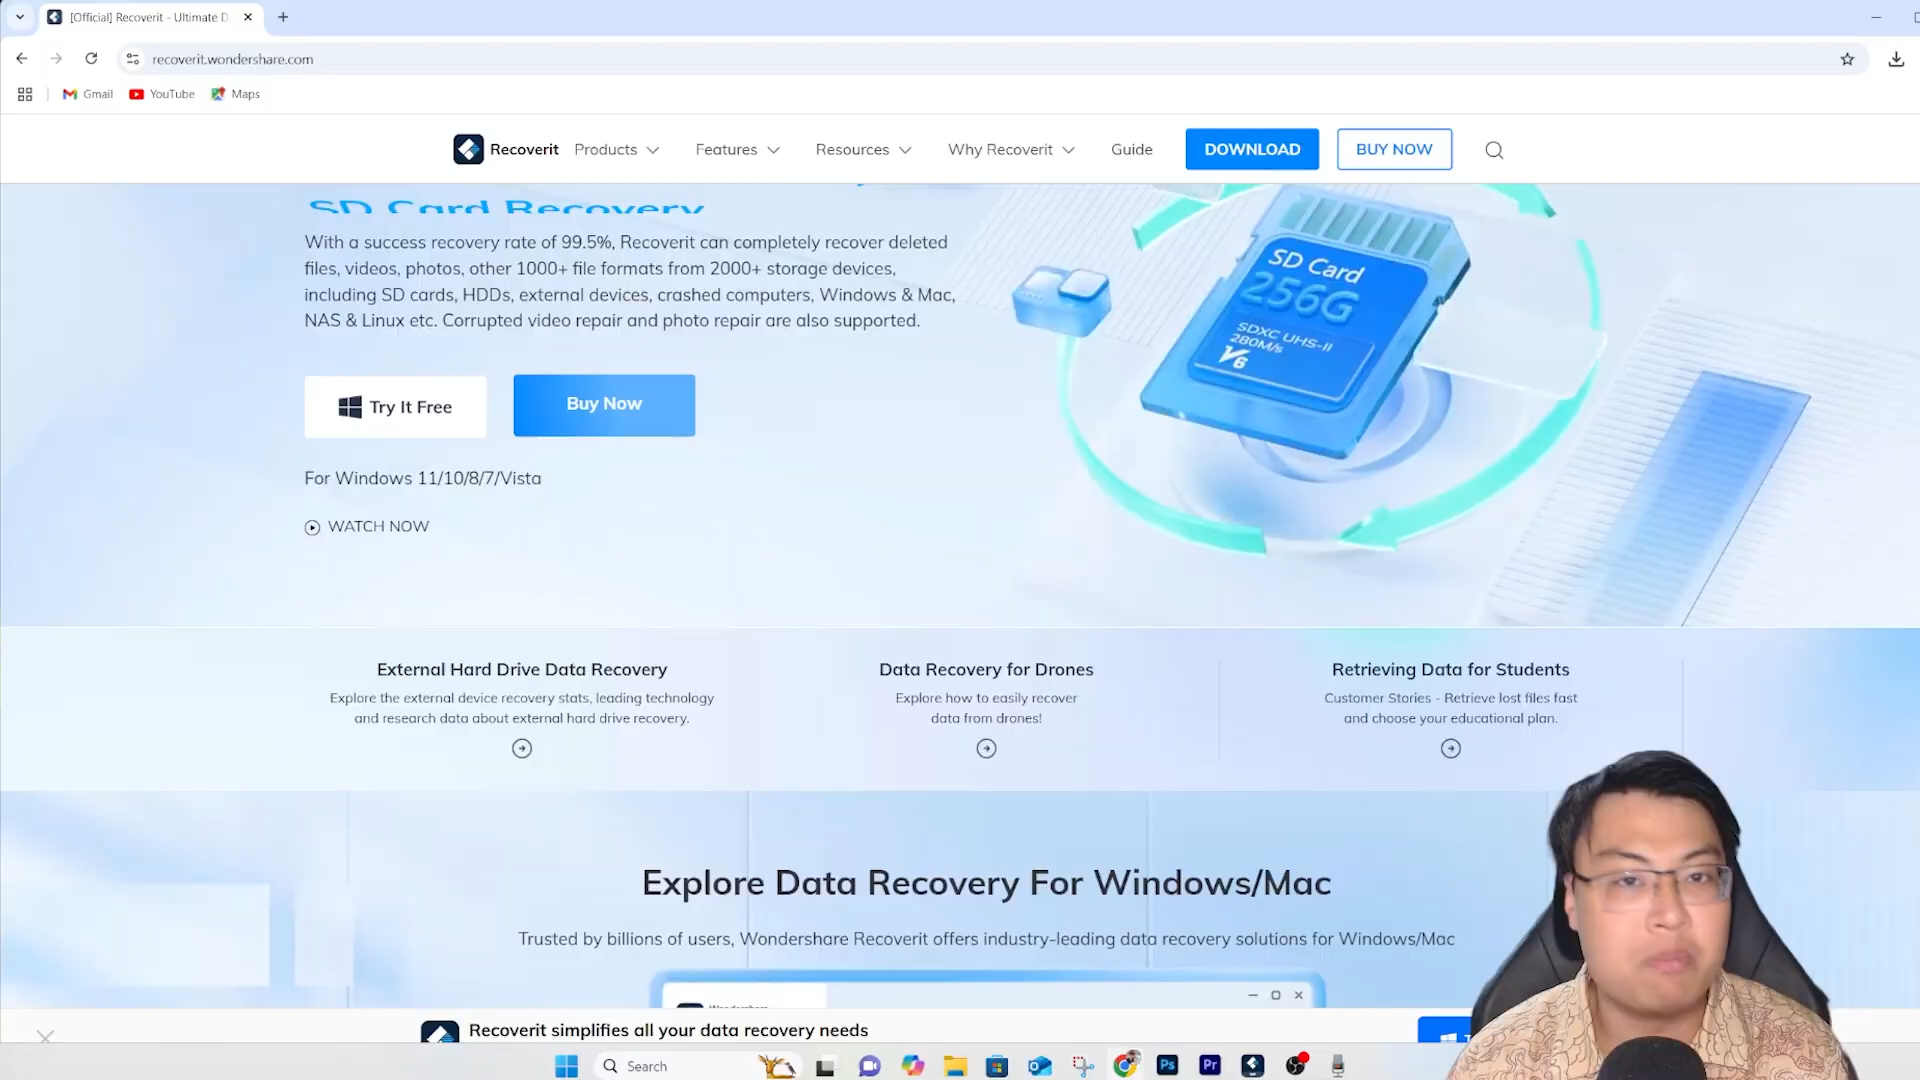 [Official] Recoverit - Ultimate D
recoverit.wondershare.com
Gmail
YouTube
Maps
Recoverit
Products
Features
Resources
Why Recoverit
Guide
DOWNLOAD
BUY NOW
SD Card Recovery
With a success recovery rate of 99.5%, Recoverit can completely recover deleted
files, videos, photos, other 1000+ file formats from 2000+ storage devices,
including SD cards, HDDs, external devices, crashed computers, Windows & Mac,
NAS & Linux etc. Corrupted video repair and photo repair are also supported.
SD Card
256G
SDXC UHS-II
280M/s
V6
Try It Free
Buy Now
For Windows 11/10/8/7/Vista
WATCH NOW
External Hard Drive Data Recovery
Explore the external device recovery stats, leading technology
and research data about external hard drive recovery.
Data Recovery for Drones
Explore how to easily recover
data from drones!
Retrieving Data for Students
Customer Stories - Retrieve lost files fast
and choose your educational plan.
Explore Data Recovery For Windows/Mac
Trusted by billions of users, Wondershare Recoverit offers industry-leading data recovery solutions for Windows/Mac
Recoverit simplifies all your data recovery needs
Search
Ps
Pr